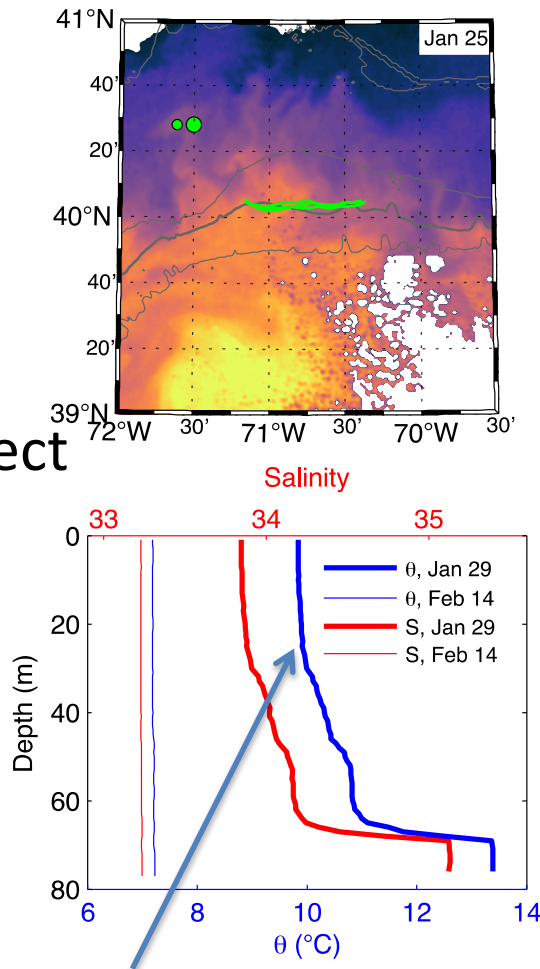 41°N
Jan 25
40'
20'
40°N
40'
20'
39°N
72°W 30' 71°W 30' 70°W 30'
ect
Salinity
33 34 35
0
θ, Jan 29
θ, Feb 14
S, Jan 29
S, Feb 14
20
40
60
80
Depth (m)
6 8 10 12 14
θ (°C)